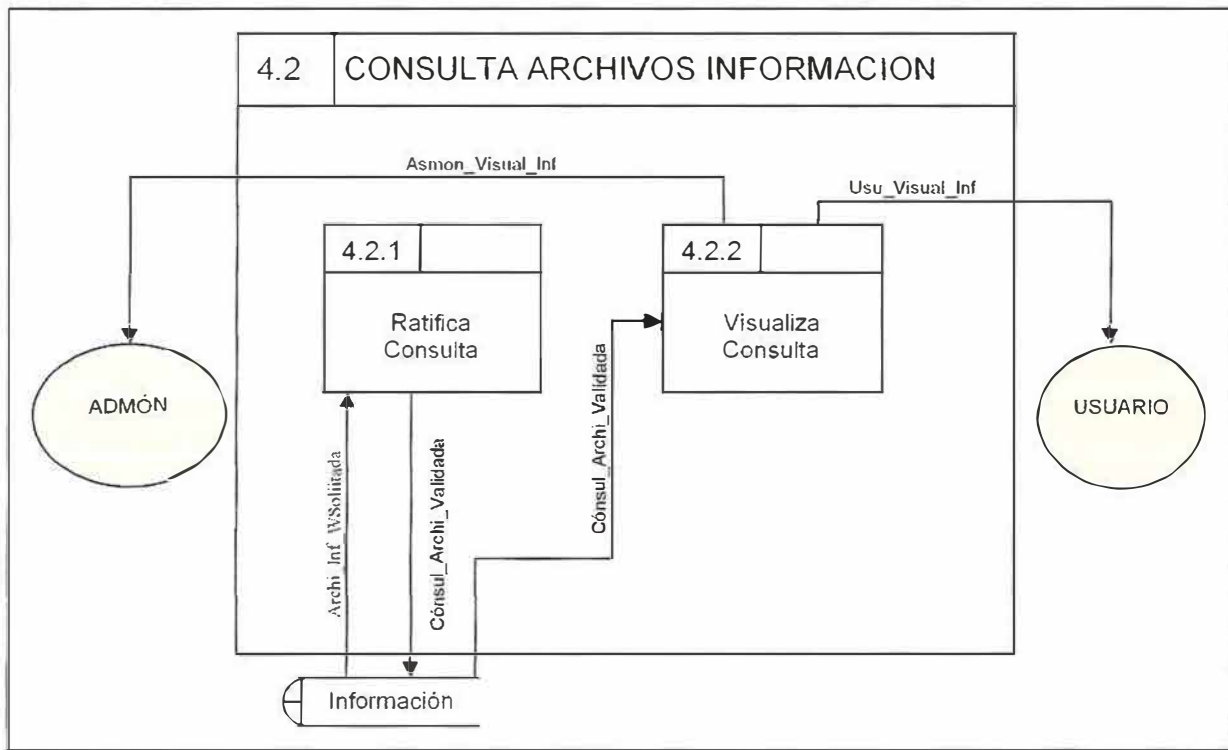 4.2
CONSULTA ARCHIVOS INFORMACION
Asmon_Visual_Inf
Usu_Visual_Inf
4.2.1
Ratifica
Consulta
4.2.2
Visualiza
Consulta
ADMÓN
USUARIO
Archi_Inf_WSoliitada
Cónsul_Archi_Validada
Cónsul_Archi_Validada
Información